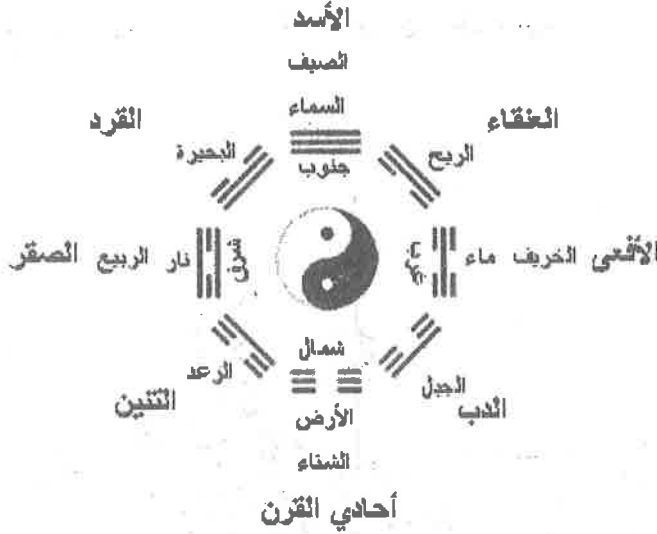 الأسد
الصيف
السماء
جنوب
العنقاء
الريح
القرد
البحيرة
الأفعى الخريف ماء غرب
شرق نار الربيع الصقر
شمال
الأرض
الشتاء
أحادي القرن
الجبل
الدب
الرعد
التنين